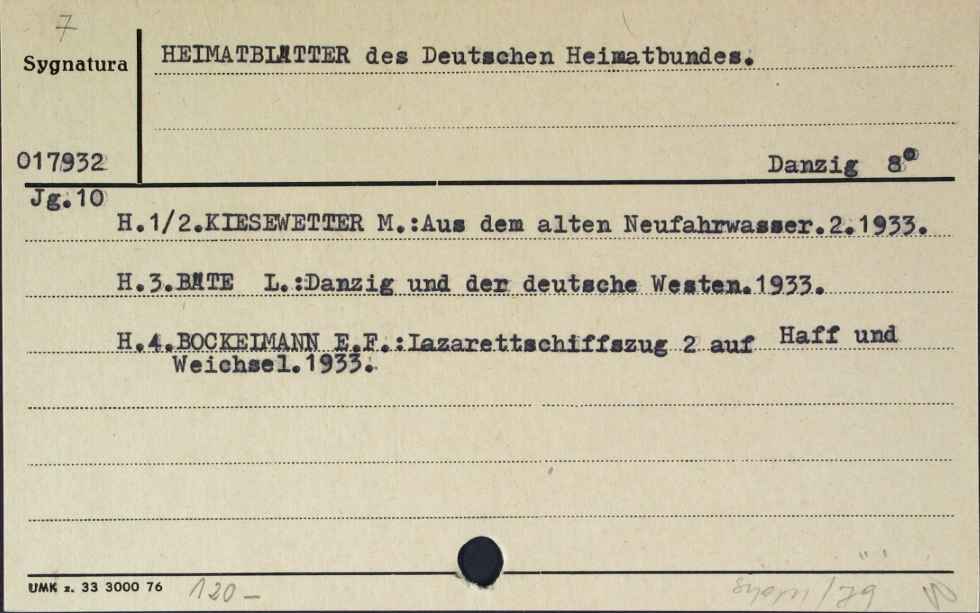 7
Sygnatura
HEIMATBLÄTTER des Deutschen Heimatbundes.
017932
Danzig 8°
Jg.10
H.1/2.KIESEWETTER M.:Aus dem alten Neufahrwasser.2.1933.
H.3.BÄTE L.:Danzig und der deutsche Westen.1933.
H.4.BOCKELMANN E.F.:Lazarettschiffszug 2 auf Haff und
Weichsel.1933.
UMK z. 33 3000 76
120-